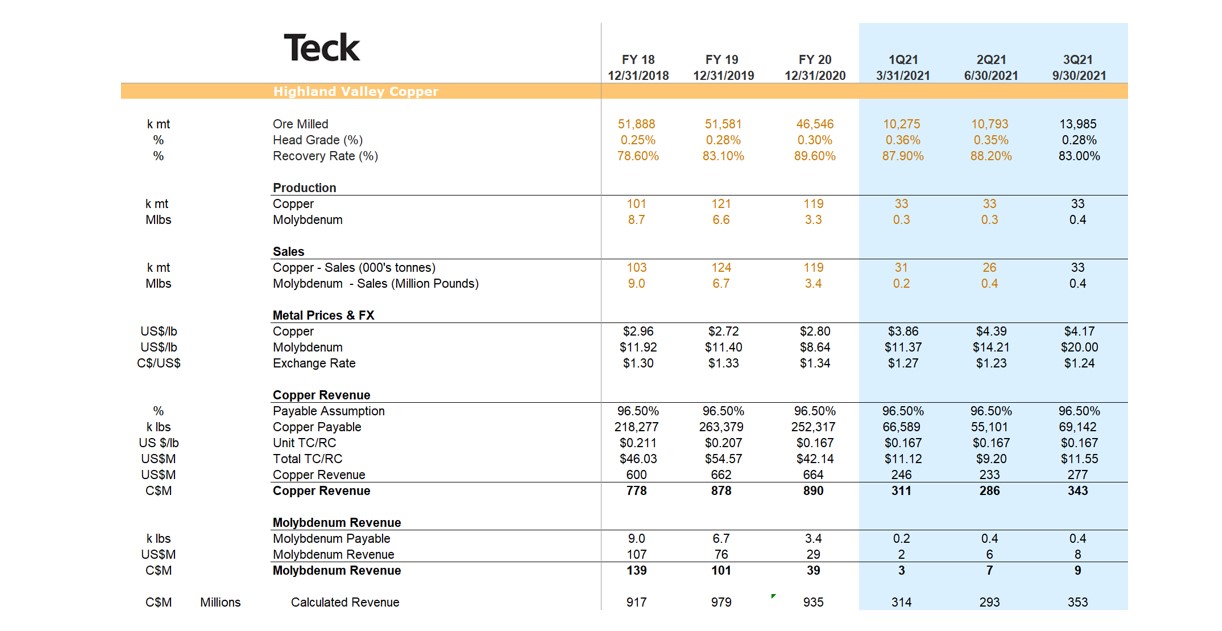 Teck
FY 18 FY 19 FY 20 1Q21 2Q21 3Q21
12/31/2018 12/31/2019 12/31/2020 3/31/2021 6/30/2021 9/30/2021
Highland Valley Copper
k mt Ore Milled 51,888 51,581 46,546 10,275 10,793 13,985
% Head Grade (%) 0.25% 0.28% 0.30% 0.36% 0.35% 0.28%
% Recovery Rate (%) 78.60% 83.10% 89.60% 87.90% 88.20% 83.00%
Production
k mt Copper 101 121 119 33 33 33
Mlbs Molybdenum 8.7 6.6 3.3 0.3 0.3 0.4
Sales
k mt Copper - Sales (000's tonnes) 103 124 119 31 26 33
Mlbs Molybdenum - Sales (Million Pounds) 9.0 6.7 3.4 0.2 0.4 0.4
Metal Prices & FX
US$/lb Copper $2.96 $2.72 $2.80 $3.86 $4.39 $4.17
US$/lb Molybdenum $11.92 $11.40 $8.64 $11.37 $14.21 $20.00
C$/US$ Exchange Rate $1.30 $1.33 $1.34 $1.27 $1.23 $1.24
Copper Revenue
% Payable Assumption 96.50% 96.50% 96.50% 96.50% 96.50% 96.50%
k lbs Copper Payable 218,277 263,379 252,317 66,589 55,101 69,142
US $/lb Unit TC/RC $0.211 $0.207 $0.167 $0.167 $0.167 $0.167
US$M Total TC/RC $46.03 $54.57 $42.14 $11.12 $9.20 $11.55
US$M Copper Revenue 600 662 664 246 233 277
C$M Copper Revenue 778 878 890 311 286 343
Molybdenum Revenue
k lbs Molybdenum Payable 9.0 6.7 3.4 0.2 0.4 0.4
US$M Molybdenum Revenue 107 76 29 2 6 8
C$M Molybdenum Revenue 139 101 39 3 7 9
C$M Millions Calculated Revenue 917 979 935 314 293 353